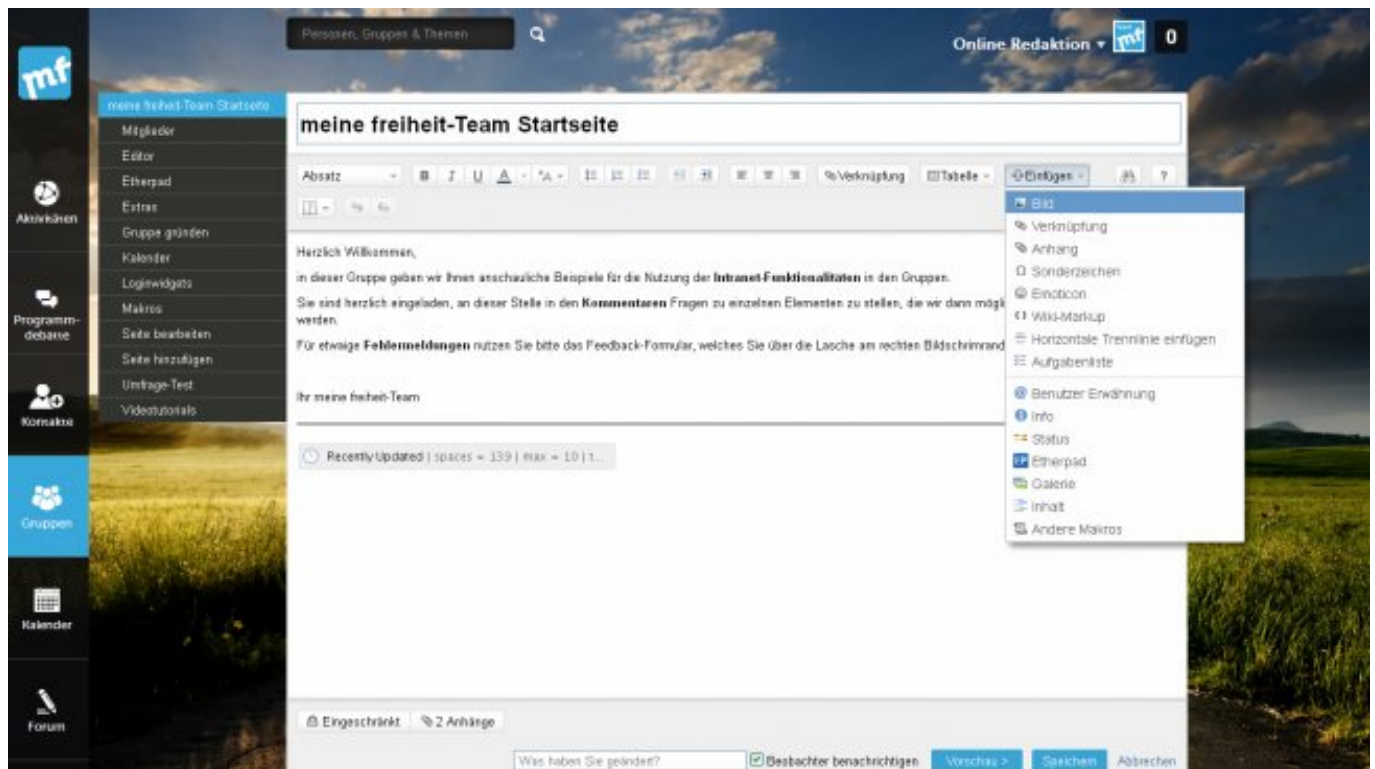 Personen, Gruppen & Themen
Online Redaktion
mf
0
mf
Aktivitäten
Programm-
debatte
Kontakte
Gruppen
Kalender
Forum
meine freiheit-Team Startseite
Mitglieder
Editor
Etherpad
Extras
Gruppe gründen
Kalender
Loginwidgets
Makros
Seite bearbeiten
Seite hinzufügen
Umfrage-Test
Videotutorials
meine freiheit-Team Startseite
Absatz B I U A Verknüpfung Tabelle Einfügen ?
Herzlich Willkommen,
in dieser Gruppe geben wir Ihnen anschauliche Beispiele für die Nutzung der Intranet-Funktionalitäten in den Gruppen.
Sie sind herzlich eingeladen, an dieser Stelle in den Kommentaren Fragen zu einzelnen Elementen zu stellen, die wir dann mögl
werden.
Für etwaige Fehlermeldungen nutzen Sie bitte das Feedback-Formular, welches Sie über die Lasche am rechten Bildschrimrand
Ihr meine freiheit-Team
Recently Updated | spaces = 139 | max = 10 | t...
Bild
Verknüpfung
Anhang
Sonderzeichen
Emoticon
Wiki-Markup
Horizontale Trennlinie einfügen
Aufgabenliste
Benutzer Erwähnung
Info
Status
Etherpad
Galerie
Inhalt
Andere Makros
Eingeschränkt 2 Anhänge
Was haben Sie geändert? Beobachter benachrichtigen Vorschau > Speichern Abbrechen